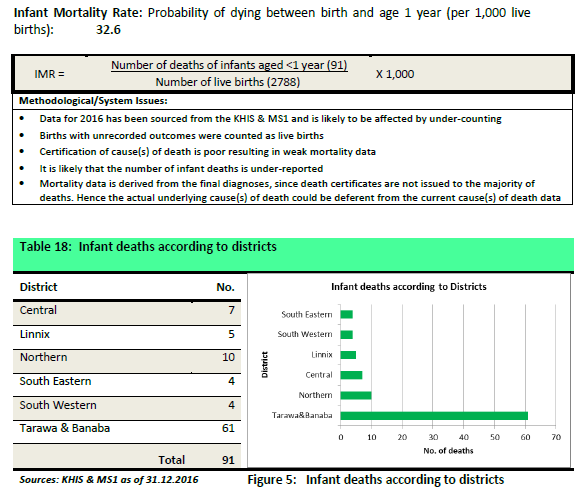 Infant Mortality Rate: Probability of dying between birth and age 1 year (per 1,000 live
births): 32.6
IMR = Number of deaths of infants aged <1 year (91) X 1,000
Number of live births (2788)
Methodological/System Issues:
• Data for 2016 has been sourced from the KHIS & MS1 and is likely to be affected by under-counting
• Births with unrecorded outcomes were counted as live births
• Certification of cause(s) of death is poor resulting in weak mortality data
• It is likely that the number of infant deaths is under-reported
• Mortality data is derived from the final diagnoses, since death certificates are not issued to the majority of
deaths. Hence the actual underlying cause(s) of death could be deferent from the current cause(s) of death data
Table 18: Infant deaths according to districts
District No.
Central 7
Linnix 5
Northern 10
South Eastern 4
South Western 4
Tarawa & Banaba 61
Total 91
Sources: KHIS & MS1 as of 31.12.2016
Infant deaths according to Districts
District
South Eastern
South Western
Linnix
Central
Northern
Tarawa&Banaba
0 10 20 30 40 50 60 70
No. of deaths
Figure 5: Infant deaths according to districts